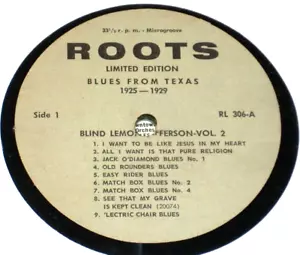 33⅓ r. p. m. - Microgroove
ROOTS
LIMITED EDITION
BLUES FROM TEXAS
1925—1929
Side 1
RL 306-A
BLIND LEMON JEFFERSON-VOL. 2
1. I WANT TO BE LIKE JESUS IN MY HEART
2. ALL I WANT IS THAT PURE RELIGION
3. JACK O'DIAMOND BLUES No. 1
4. OLD ROUNDERS BLUES
5. EASY RIDER BLUES
6. MATCH BOX BLUES No. 2
7. MATCH BOX BLUES No. 4
8. SEE THAT MY GRAVE
IS KEPT CLEAN (20074)
9. 'LECTRIC CHAIR BLUES